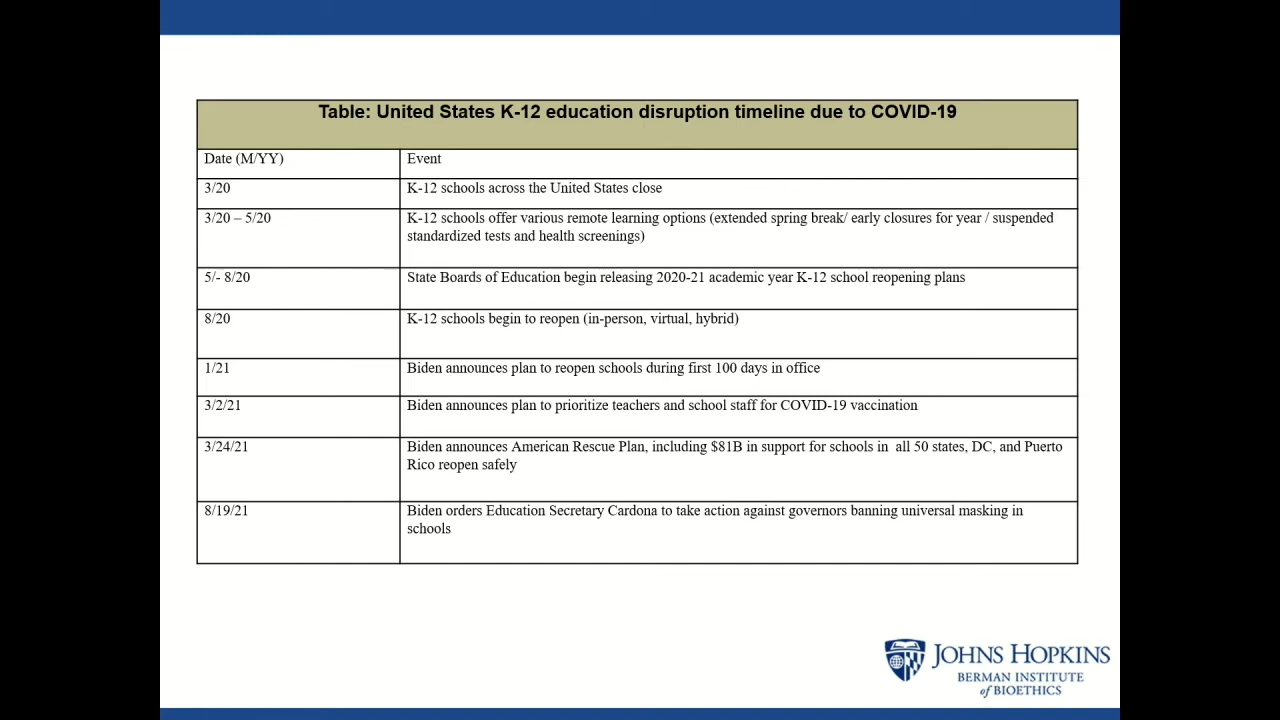 Table: United States K-12 education disruption timeline due to COVID-19
Date (M/YY) Event
3/20 K-12 schools across the United States close
3/20 – 5/20 K-12 schools offer various remote learning options (extended spring break/ early closures for year / suspended
standardized tests and health screenings)
5/- 8/20 State Boards of Education begin releasing 2020-21 academic year K-12 school reopening plans
8/20 K-12 schools begin to reopen (in-person, virtual, hybrid)
1/21 Biden announces plan to reopen schools during first 100 days in office
3/2/21 Biden announces plan to prioritize teachers and school staff for COVID-19 vaccination
3/24/21 Biden announces American Rescue Plan, including $81B in support for schools in all 50 states, DC, and Puerto
Rico reopen safely
8/19/21 Biden orders Education Secretary Cardona to take action against governors banning universal masking in
schools
JOHNS HOPKINS
BERMAN INSTITUTE
of BIOETHICS